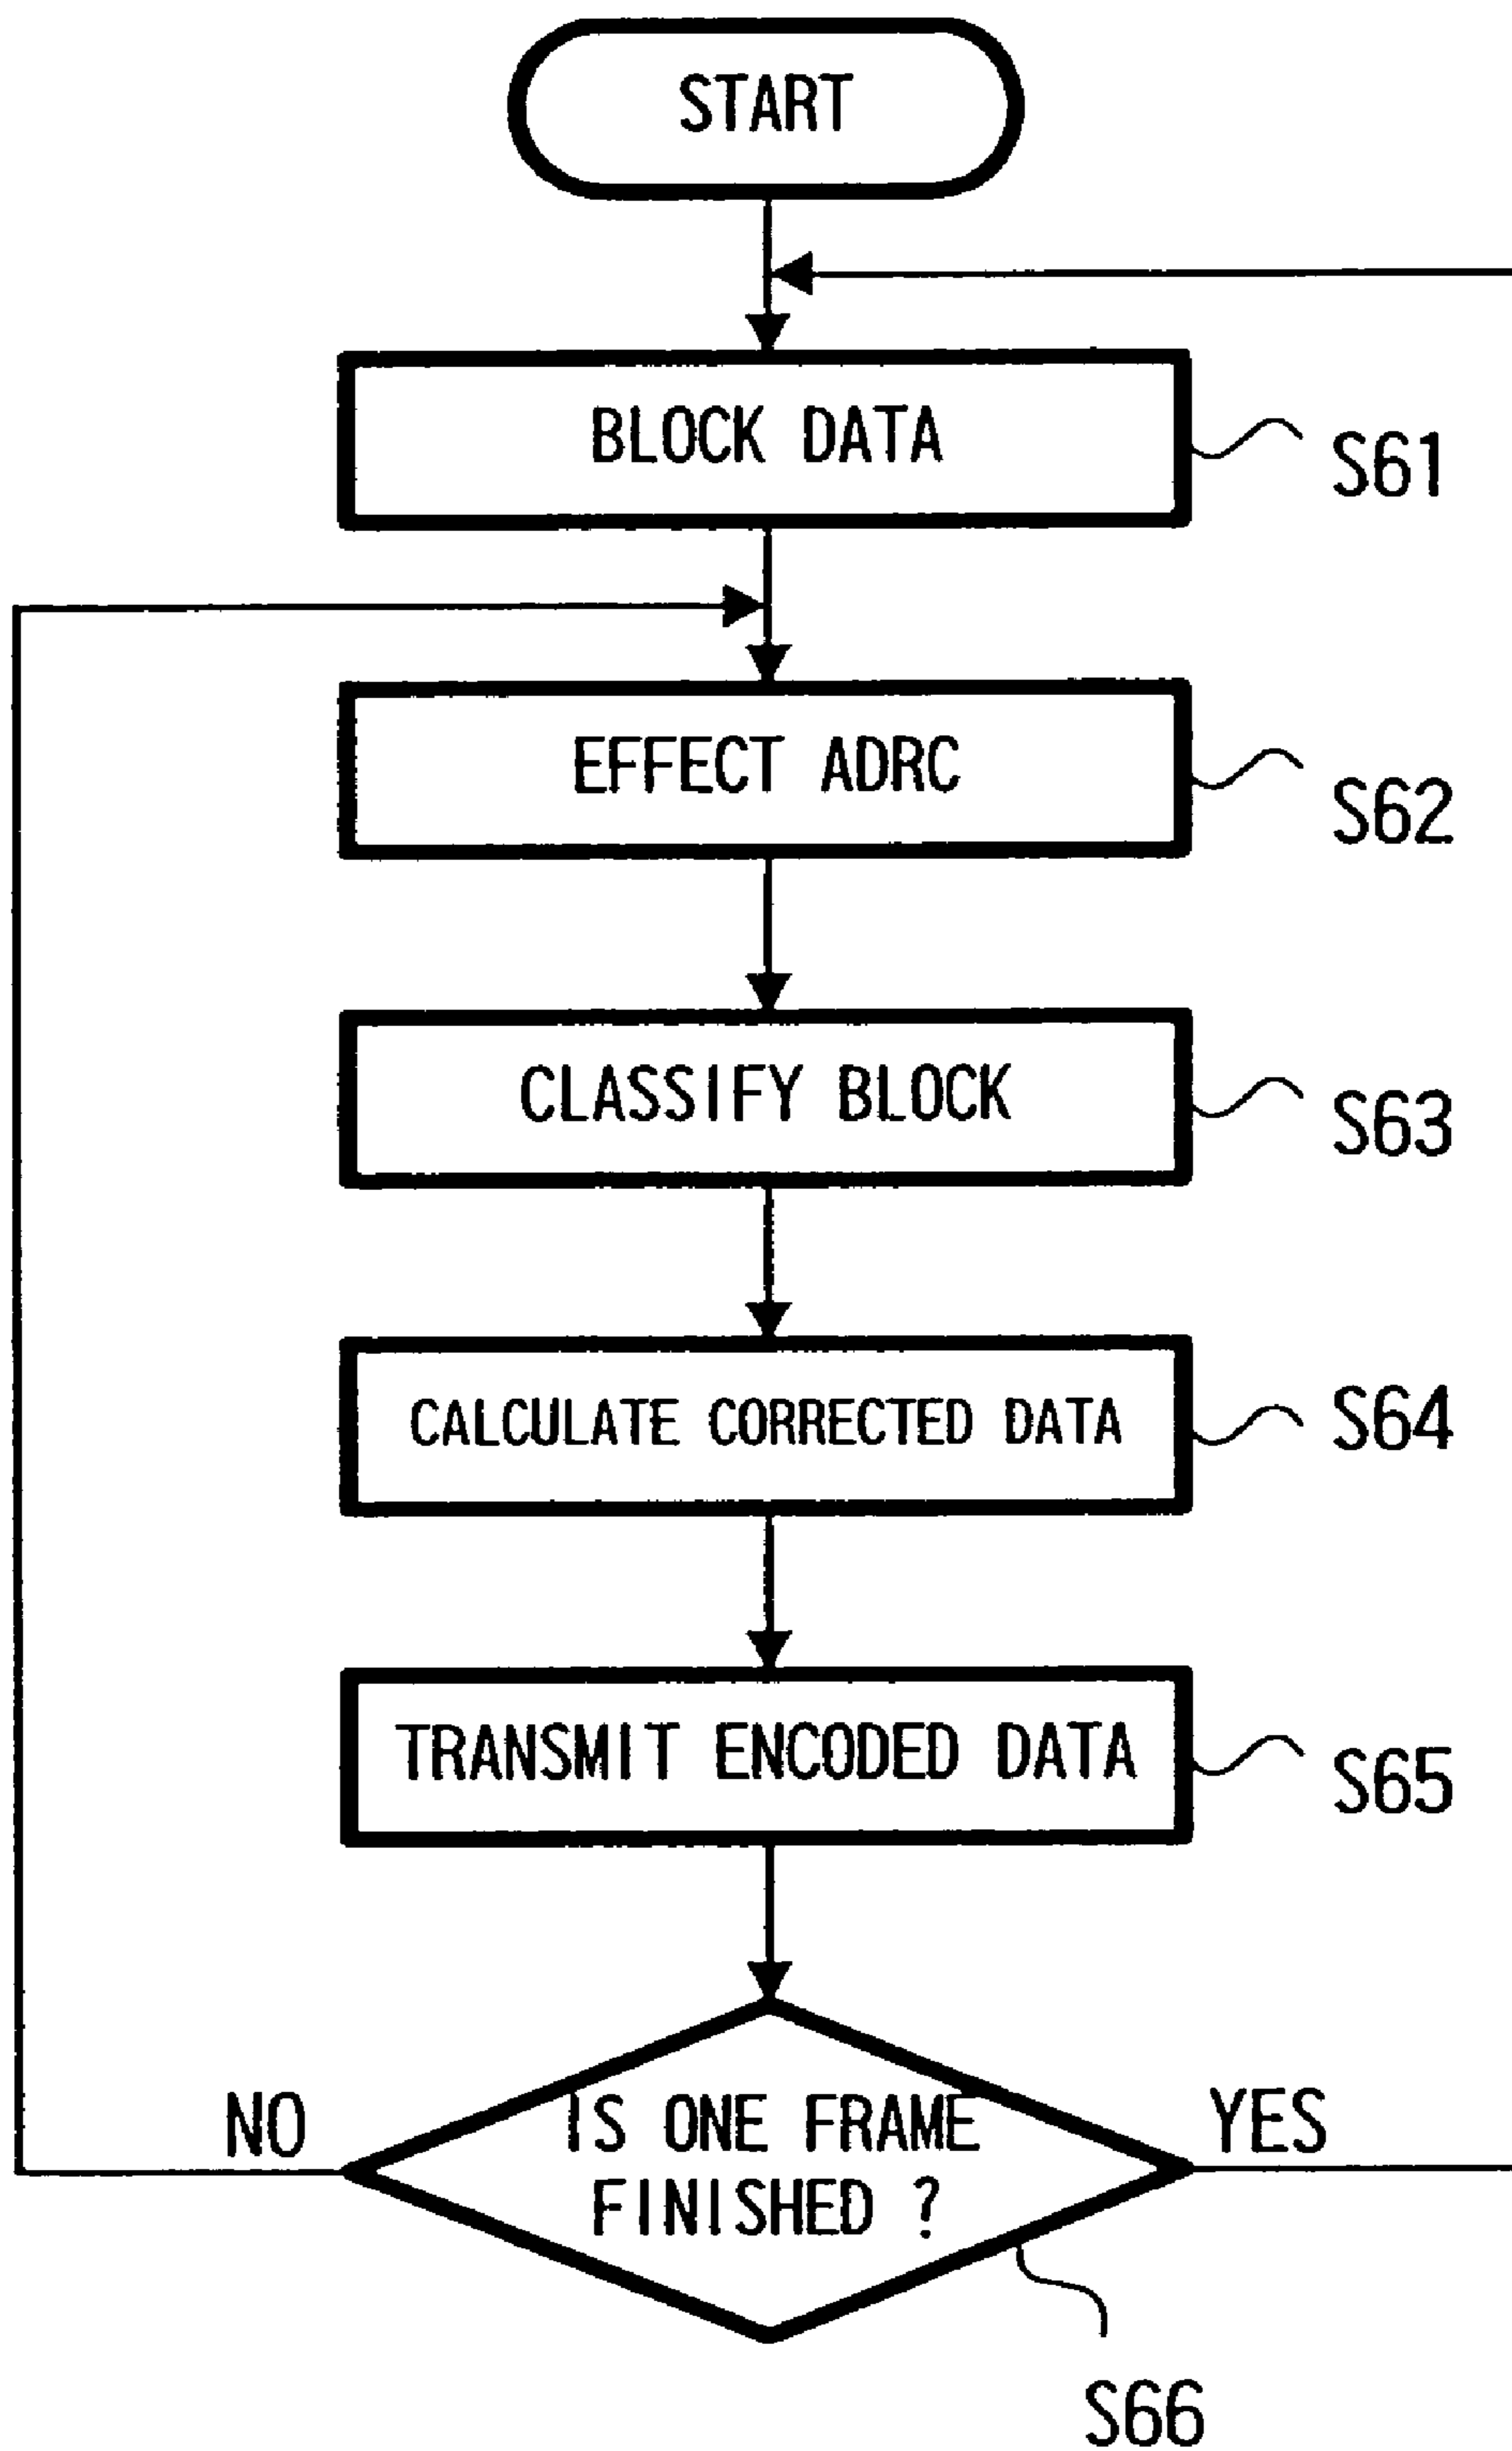 START
BLOCK DATA
S61
EFFECT ADRC
S62
CLASSIFY BLOCK
S63
CALCULATE CORRECTED DATA
S64
TRANSMIT ENCODED DATA
S65
NO
IS ONE FRAME
FINISHED ?
YES
S66